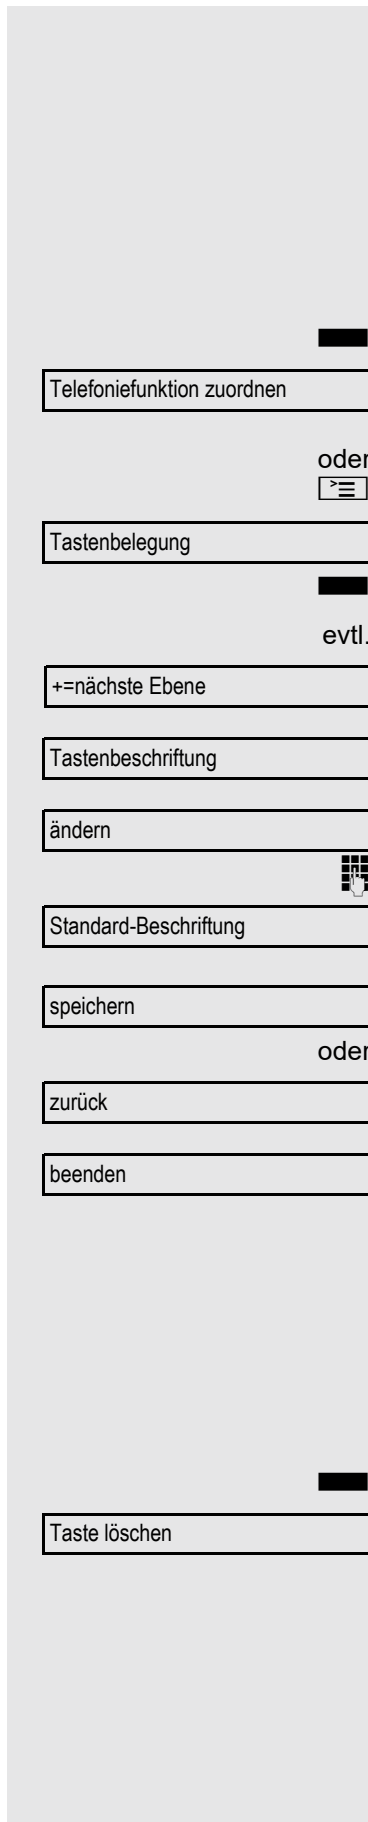 Telefoniefunktion zuordnen
oder
Tastenbelegung
evtl.
+=nächste Ebene
Tastenbeschriftung
ändern
Standard-Beschriftung
speichern
oder
zurück
beenden
Taste löschen